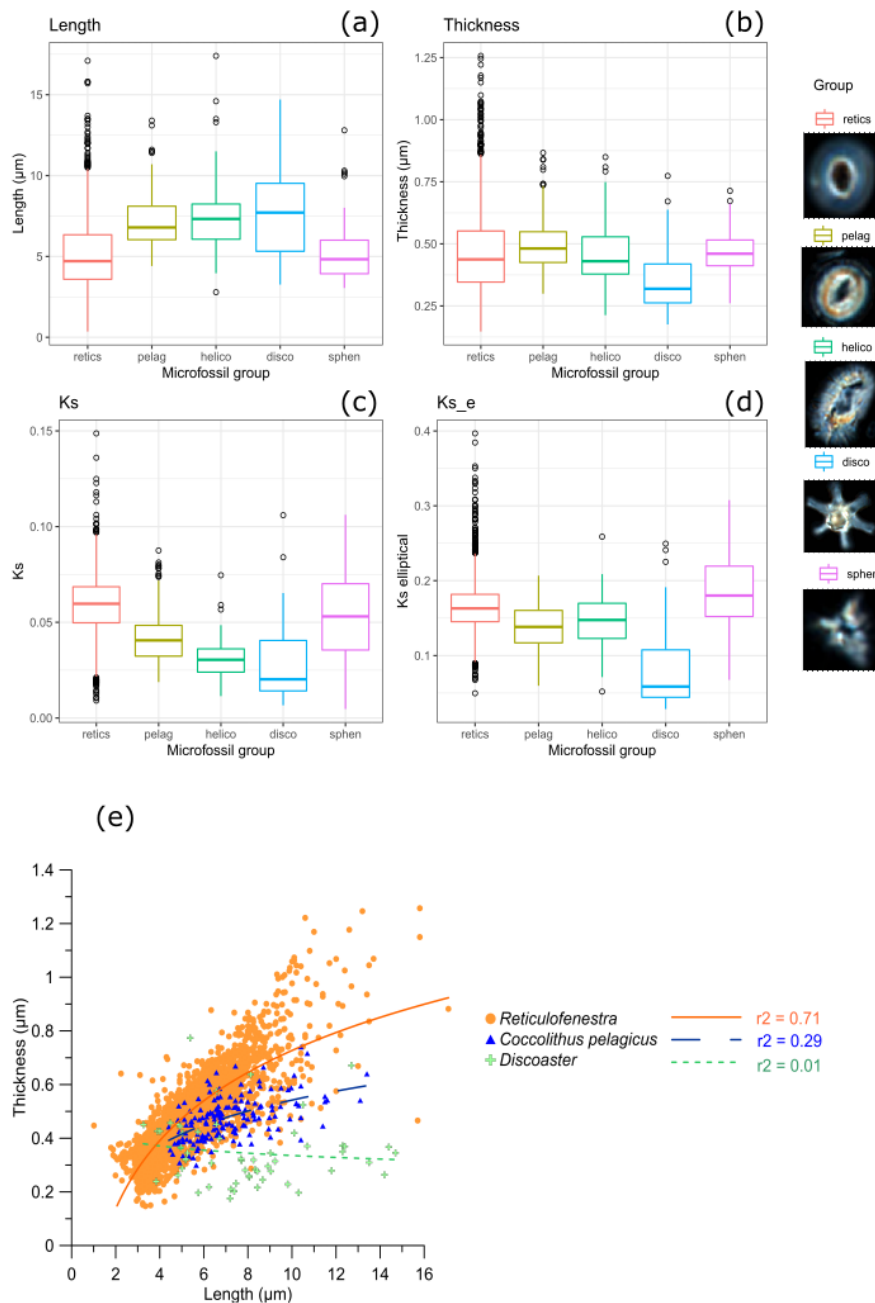 Length
(a)
15
10
5
0
Length (µm)
retics pelag helico disco sphen
Microfossil group
Thickness
(b)
1.25
1.00
0.75
0.50
0.25
Thickness (µm)
retics pelag helico disco sphen
Microfossil group
Group
retics
pelag
helico
disco
sphen
Ks
(c)
0.15
0.10
0.05
0.00
Ks
retics pelag helico disco sphen
Microfossil group
Ks_e
(d)
0.4
0.3
0.2
0.1
Ks elliptical
retics pelag helico disco sphen
Microfossil group
(e)
1.4
1.2
1
0.8
0.6
0.4
0.2
0
Thickness (µm)
0 2 4 6 8 10 12 14 16
Length (µm)
Reticulofenestra r2 = 0.71
Coccolithus pelagicus r2 = 0.29
Discoaster r2 = 0.01